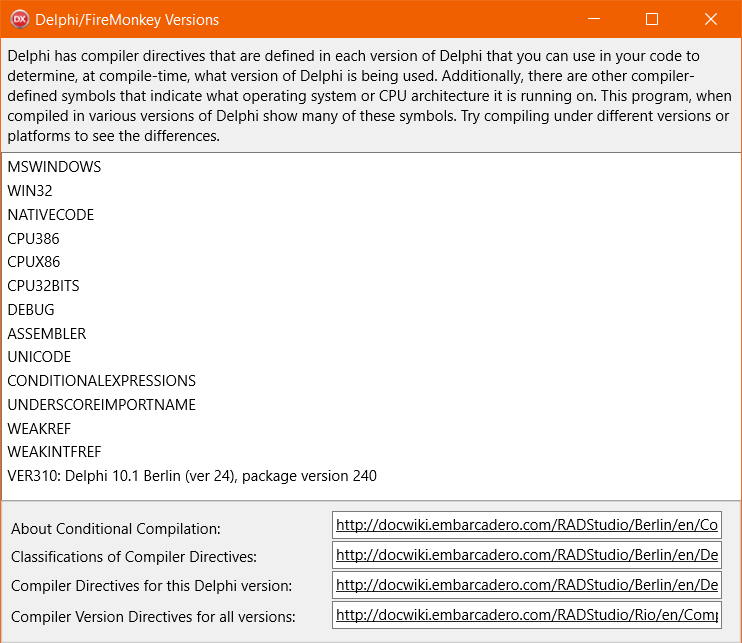 DX Delphi/FireMonkey Versions
Delphi has compiler directives that are defined in each version of Delphi that you can use in your code to
determine, at compile-time, what version of Delphi is being used. Additionally, there are other compiler-
defined symbols that indicate what operating system or CPU architecture it is running on. This program, when
compiled in various versions of Delphi show many of these symbols. Try compiling under different versions or
platforms to see the differences.
MSWINDOWS
WIN32
NATIVECODE
CPU386
CPUX86
CPU32BITS
DEBUG
ASSEMBLER
UNICODE
CONDITIONALEXPRESSIONS
UNDERSCOREIMPORTNAME
WEAKREF
WEAKINTFREF
VER310: Delphi 10.1 Berlin (ver 24), package version 240
About Conditional Compilation: http://docwiki.embarcadero.com/RADStudio/Berlin/en/Co
Classifications of Compiler Directives: http://docwiki.embarcadero.com/RADStudio/Berlin/en/De
Compiler Directives for this Delphi version: http://docwiki.embarcadero.com/RADStudio/Berlin/en/De
Compiler Version Directives for all versions: http://docwiki.embarcadero.com/RADStudio/Rio/en/Comp